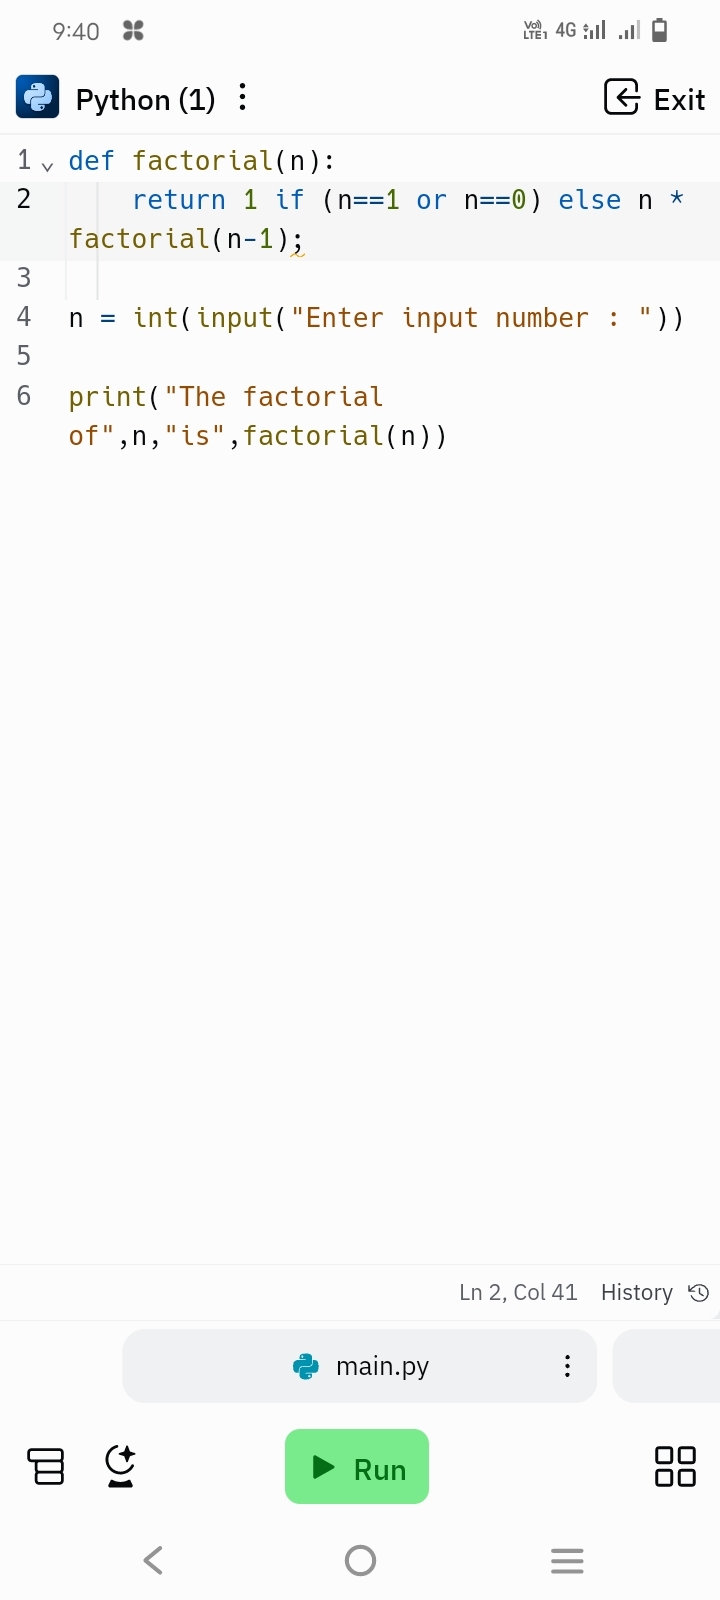 9:40 Vo)) LTE1 4G
Python (1) Exit
1 def factorial(n):
2 return 1 if (n==1 or n==0) else n *
factorial(n-1);
3
4 n = int(input("Enter input number : "))
5
6 print("The factorial
of",n,"is",factorial(n))
Ln 2, Col 41 History
main.py
Run